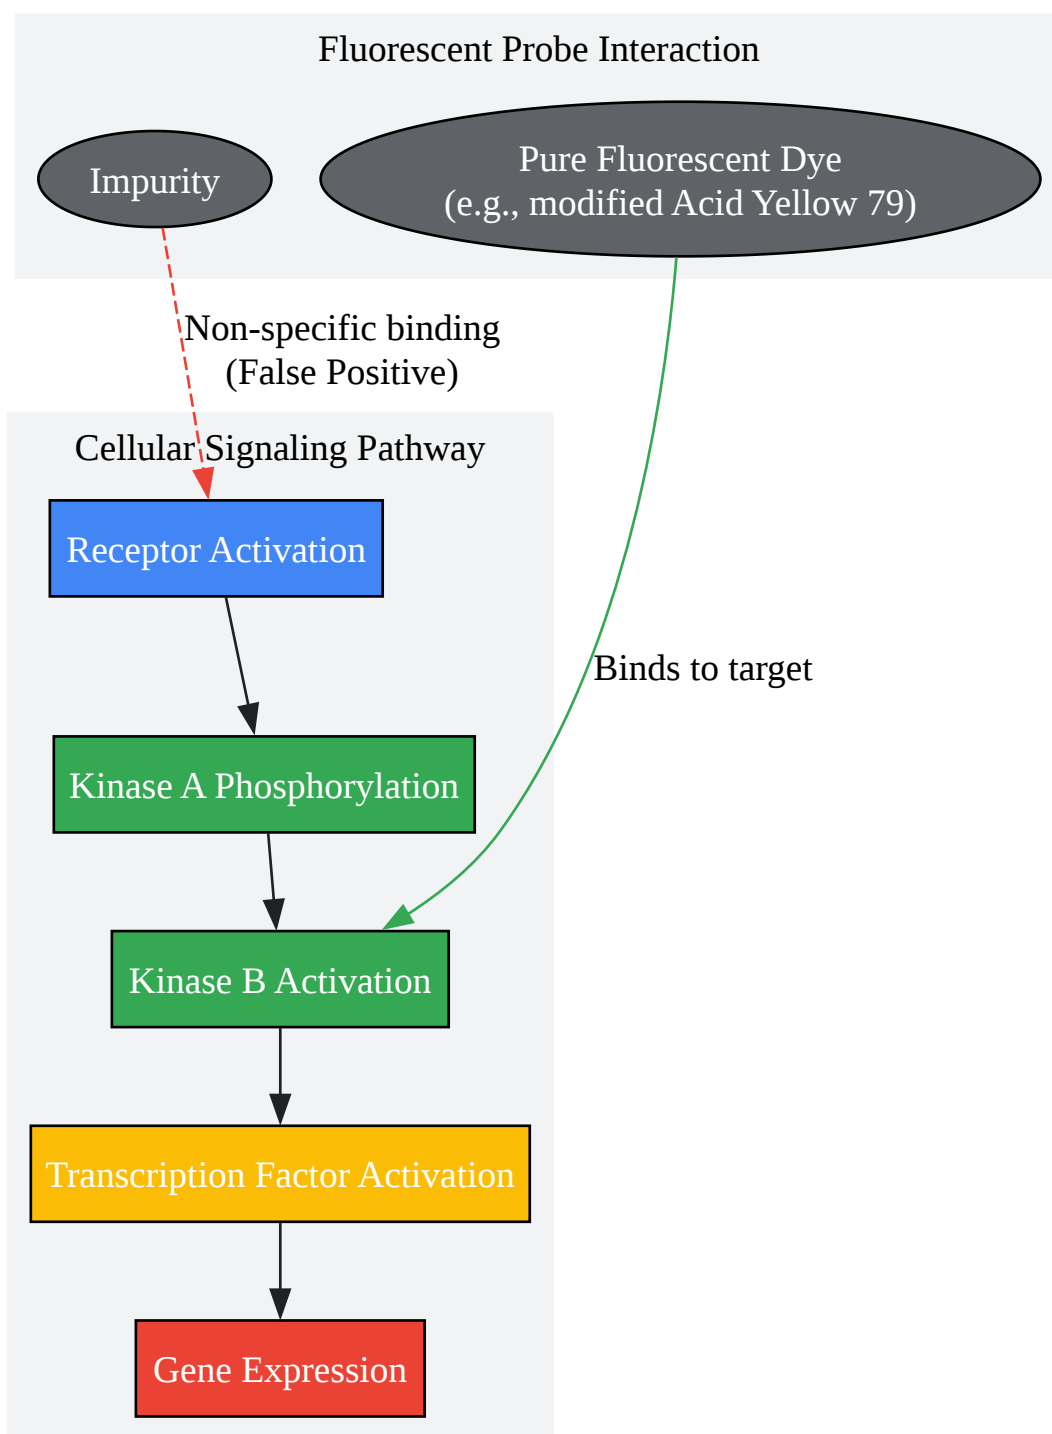 Fluorescent Probe Interaction
Impurity
Pure Fluorescent Dye
(e.g., modified Acid Yellow 79)
Non-specific binding
(False Positive)
Cellular Signaling Pathway
Receptor Activation
Binds to target
Kinase A Phosphorylation
Kinase B Activation
Transcription Factor Activation
Gene Expression